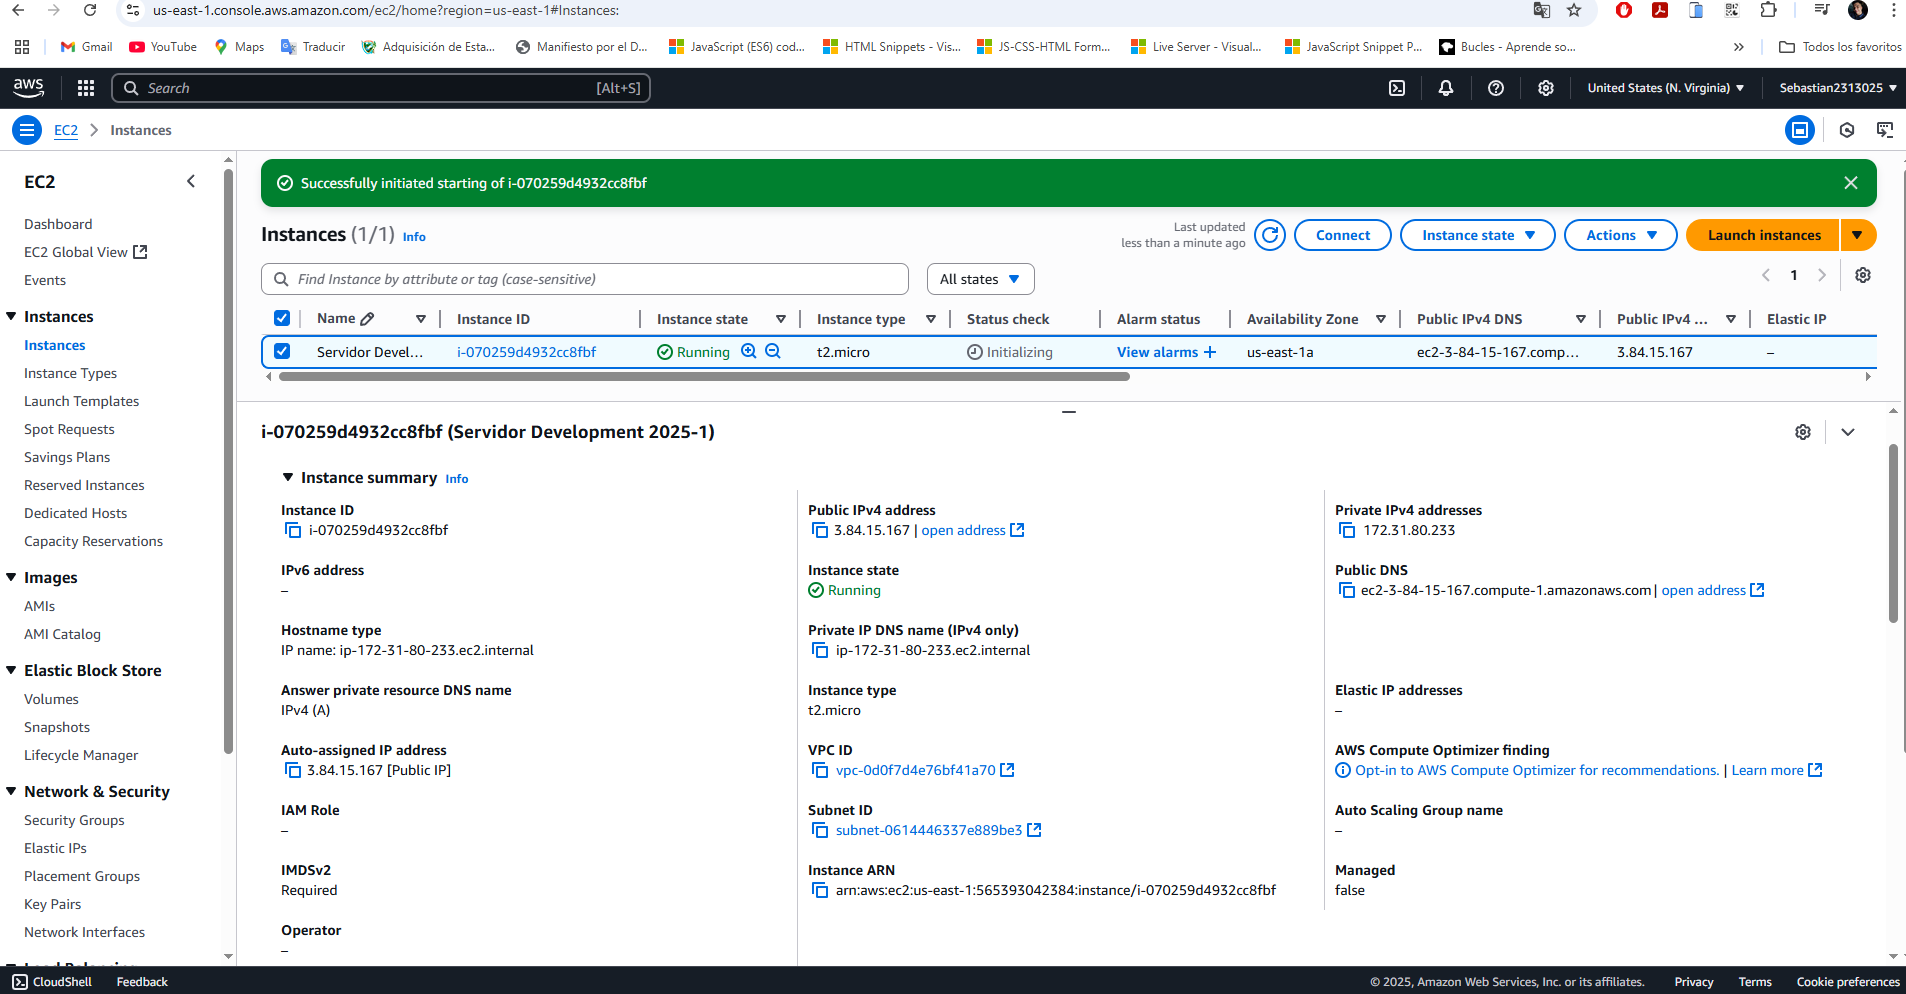 us-east-1.console.aws.amazon.com/ec2/home?region=us-east-1#Instances:
Gmail YouTube Maps Traducir Adquisición de Esta... Manifiesto por el D... JavaScript (ES6) cod... HTML Snippets - Vis... JS-CSS-HTML Form... Live Server - Visual... JavaScript Snippet P... Bucles - Aprende so... » Todos los favoritos
aws Search [Alt+S] United States (N. Virginia) Sebastian2313025
EC2 Instances
EC2
Dashboard
EC2 Global View
Events
Instances
Instances
Instance Types
Launch Templates
Spot Requests
Savings Plans
Reserved Instances
Dedicated Hosts
Capacity Reservations
Images
AMIs
AMI Catalog
Elastic Block Store
Volumes
Snapshots
Lifecycle Manager
Network & Security
Security Groups
Elastic IPs
Placement Groups
Key Pairs
Network Interfaces
Successfully initiated starting of i-070259d4932cc8fbf
Instances (1/1) Info
Last updated
less than a minute ago
Connect Instance state Actions Launch instances
Find Instance by attribute or tag (case-sensitive) All states 1
Name Instance ID Instance state Instance type Status check Alarm status Availability Zone Public IPv4 DNS Public IPv4 ... Elastic IP
Servidor Devel... i-070259d4932cc8fbf Running t2.micro Initializing View alarms + us-east-1a ec2-3-84-15-167.comp... 3.84.15.167 –
i-070259d4932cc8fbf (Servidor Development 2025-1)
Instance summary Info
Instance ID
i-070259d4932cc8fbf
Public IPv4 address
3.84.15.167 | open address
Private IPv4 addresses
172.31.80.233
IPv6 address
–
Instance state
Running
Public DNS
ec2-3-84-15-167.compute-1.amazonaws.com | open address
Hostname type
IP name: ip-172-31-80-233.ec2.internal
Private IP DNS name (IPv4 only)
ip-172-31-80-233.ec2.internal
Answer private resource DNS name
IPv4 (A)
Instance type
t2.micro
Elastic IP addresses
–
Auto-assigned IP address
3.84.15.167 [Public IP]
VPC ID
vpc-0d0f7d4e76bf41a70
AWS Compute Optimizer finding
Opt-in to AWS Compute Optimizer for recommendations. | Learn more
IAM Role
–
Subnet ID
subnet-0614446337e889be3
Auto Scaling Group name
–
IMDSv2
Required
Instance ARN
arn:aws:ec2:us-east-1:565393042384:instance/i-070259d4932cc8fbf
Managed
false
Operator
–
CloudShell Feedback © 2025, Amazon Web Services, Inc. or its affiliates. Privacy Terms Cookie preferences